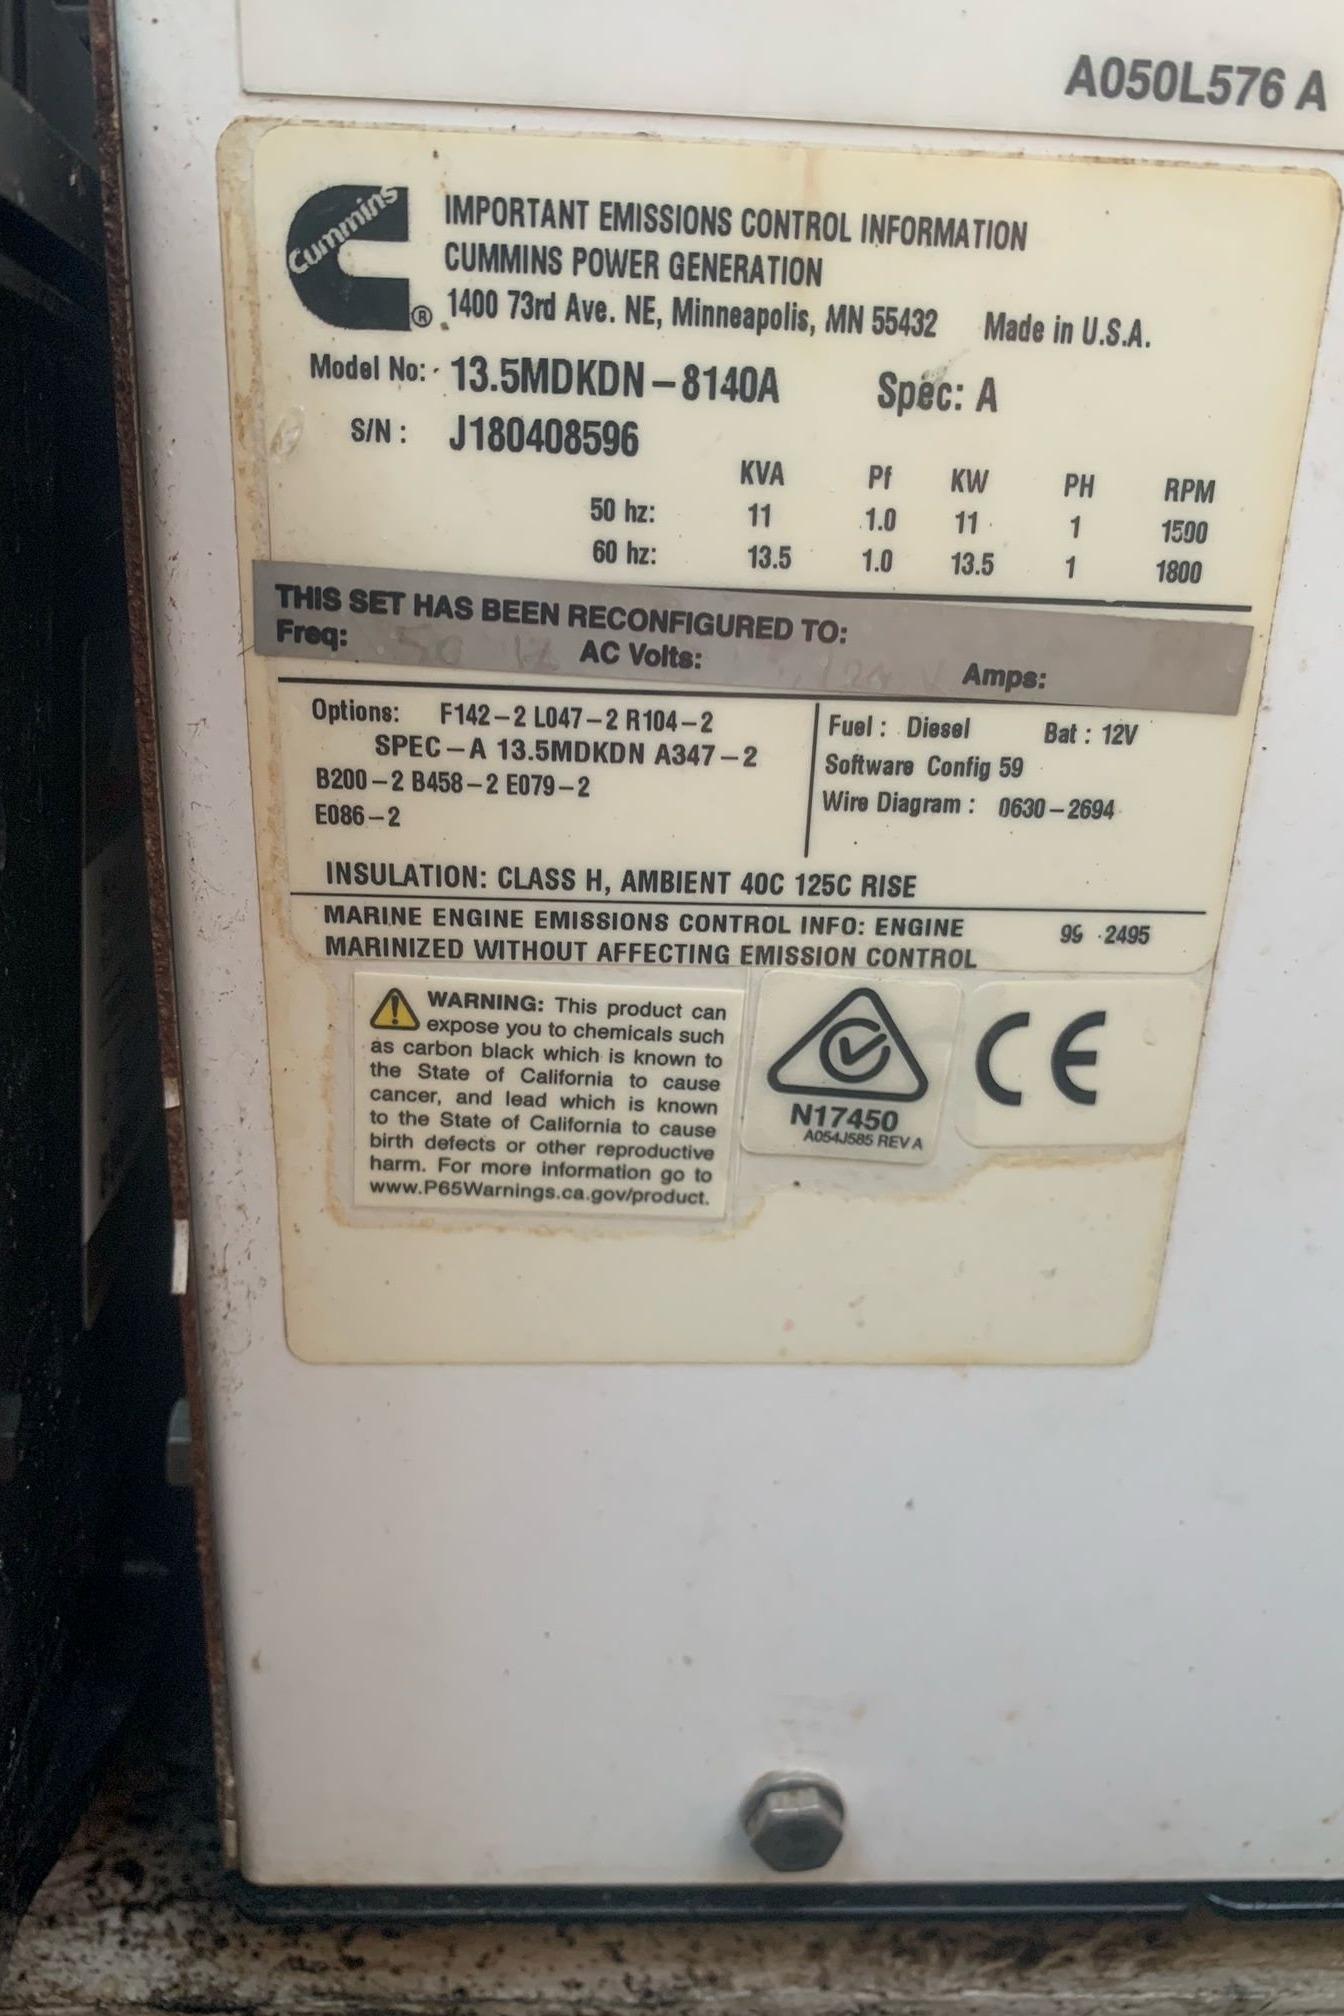 A050L576 A
Cummins
IMPORTANT EMISSIONS CONTROL INFORMATION
CUMMINS POWER GENERATION
® 1400 73rd Ave. NE, Minneapolis, MN 55432 Made in U.S.A.
Model No: 13.5MDKDN-8140A Spec: A
S/N: J180408596
KVA Pf KW PH RPM
50 hz: 11 1.0 11 1 1500
60 hz: 13.5 1.0 13.5 1 1800
THIS SET HAS BEEN RECONFIGURED TO:
Freq: 50 Hz AC Volts: Amps:
Options: F142-2 L047-2 R104-2
SPEC-A 13.5MDKDN A347-2
B200-2 B458-2 E079-2
E086-2
Fuel: Diesel Bat: 12V
Software Config 59
Wire Diagram: 0630-2694
INSULATION: CLASS H, AMBIENT 40C 125C RISE
MARINE ENGINE EMISSIONS CONTROL INFO: ENGINE
MARINIZED WITHOUT AFFECTING EMISSION CONTROL
2495
WARNING: This product can
expose you to chemicals such
as carbon black which is known to
the State of California to cause
cancer, and lead which is known
to the State of California to cause
birth defects or other reproductive
harm. For more information go to
www.P65Warnings.ca.gov/product.
N17450
A054J585 REV A
CE